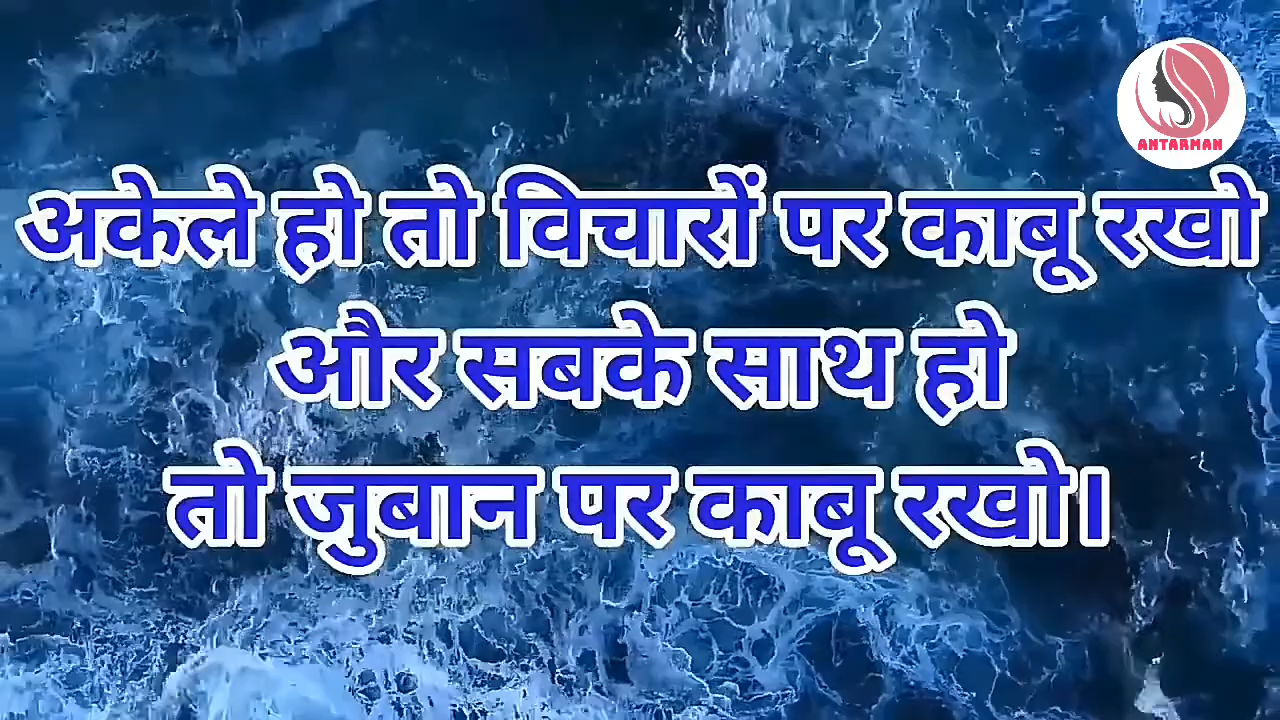 ANTARMAN
अकेले हो तो विचारों पर काबू रखो
और सबके साथ हो
तो जुबान पर काबू रखो।